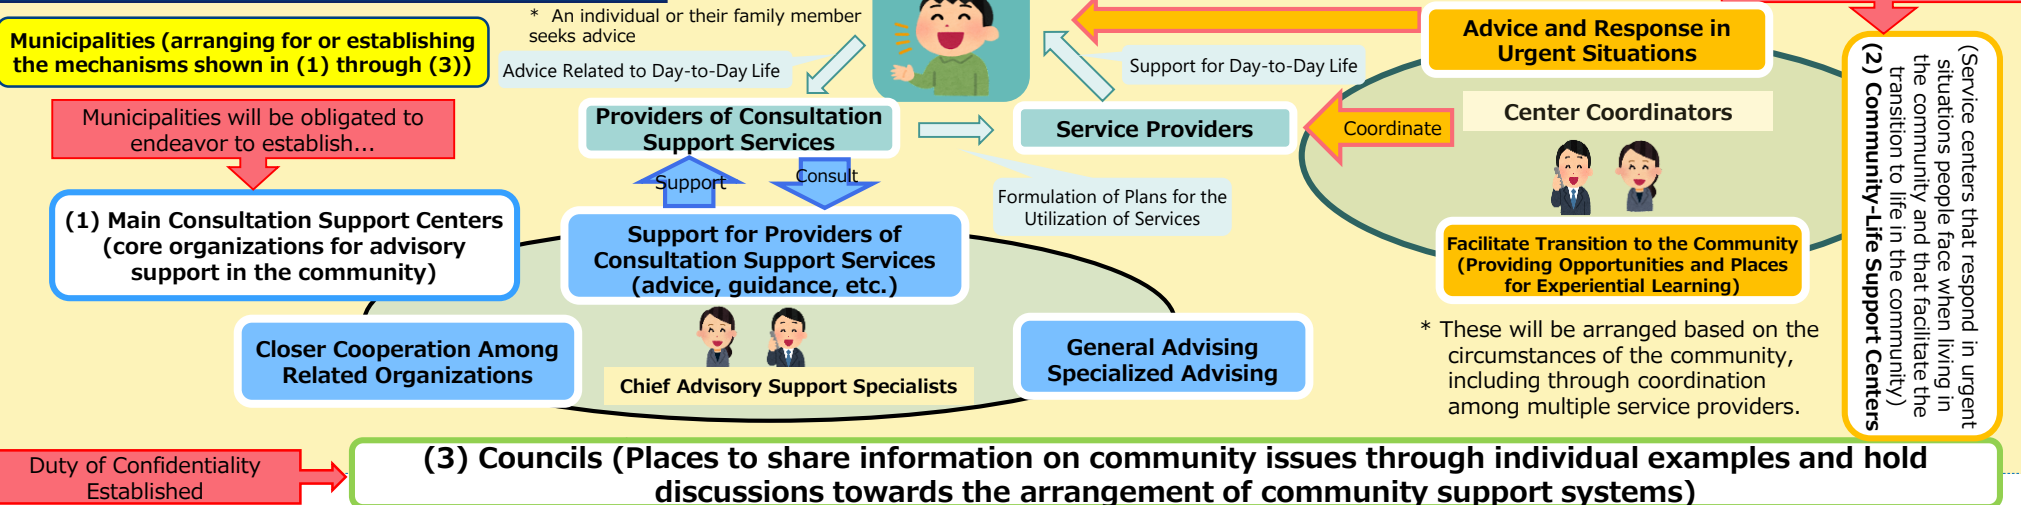 * An individual or their family member
seeks advice
Municipalities (arranging for or establishing
the mechanisms shown in (1) through (3))
Advice Related to Day-to-Day Life
Support for Day-to-Day Life
Advice and Response in
Urgent Situations
Municipalities will be obligated to
endeavor to establish...
Providers of Consultation
Support Services
Service Providers
Coordinate
Center Coordinators
Support
Consult
Formulation of Plans for the
Utilization of Services
(1) Main Consultation Support Centers
(core organizations for advisory
support in the community)
Support for Providers of
Consultation Support Services
(advice, guidance, etc.)
Facilitate Transition to the Community
(Providing Opportunities and Places
for Experiential Learning)
(2) Community-Life Support Centers
(Service centers that respond in urgent
situations people face when living in
the community and that facilitate the
transition to life in the community)
Closer Cooperation Among
Related Organizations
Chief Advisory Support Specialists
General Advising
Specialized Advising
* These will be arranged based on the
circumstances of the community,
including through coordination
among multiple service providers.
Duty of Confidentiality
Established
(3) Councils (Places to share information on community issues through individual examples and hold
discussions towards the arrangement of community support systems)